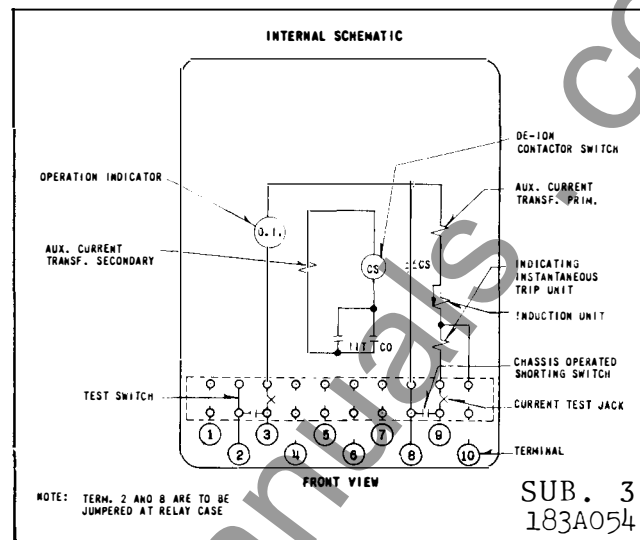 INTERNAL SCHEMATIC
DE-ION
CONTACTOR SWITCH
OPERATION INDICATOR
AUX. CURRENT
TRANSF. PRIM.
O.I.
AUX. CURRENT
TRANSF. SECONDARY
CS
CS
INDICATING
INSTANTANEOUS
TRIP UNIT
INDUCTION UNIT
IIT
CO
CHASSIS OPERATED
SHORTING SWITCH
TEST SWITCH
CURRENT TEST JACK
1
3
5
7
9
2
4
6
8
10
TERMINAL
FRONT VIEW
NOTE: TERM. 2 AND 8 ARE TO BE
JUMPERED AT RELAY CASE
SUB. 3
183A054